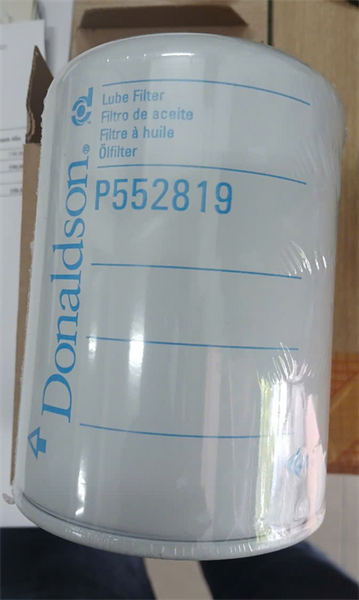 Donaldson®
Lube Filter
Filtro de aceite
Filtre à huile
Ölfilter
P552819